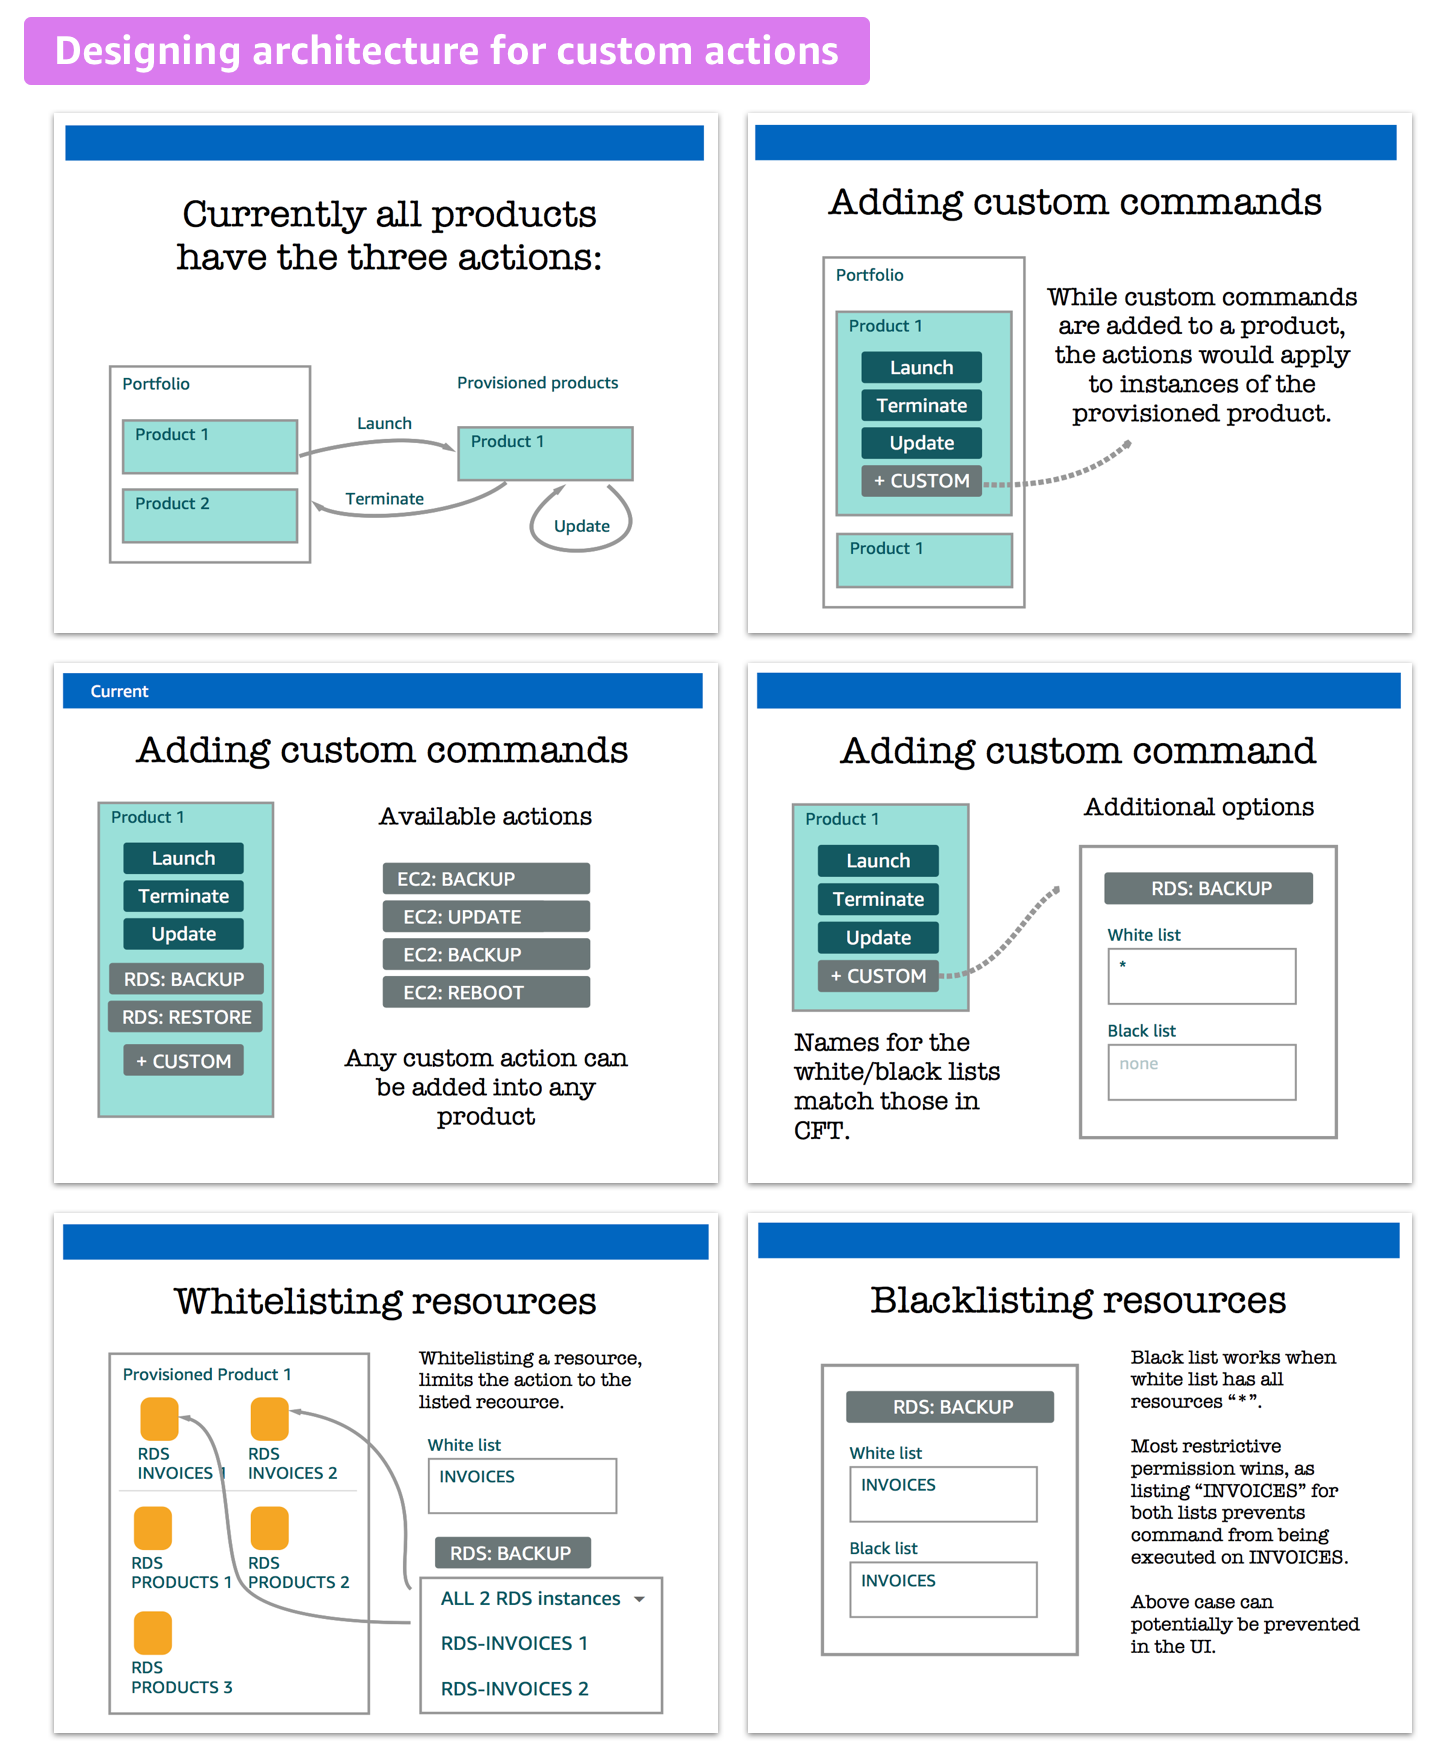 Designing architecture for custom actions
Currently all products
have the three actions:
Portfolio
Product 1
Product 2
Launch
Terminate
Provisioned products
Product 1
Update
Adding custom commands
Portfolio
Product 1
Launch
Terminate
Update
+ CUSTOM
Product 1
While custom commands
are added to a product,
the actions would apply
to instances of the
provisioned product.
Current
Adding custom commands
Product 1
Launch
Terminate
Update
RDS: BACKUP
RDS: RESTORE
+ CUSTOM
Available actions
EC2: BACKUP
EC2: UPDATE
EC2: BACKUP
EC2: REBOOT
Any custom action can
be added into any
product
Adding custom command
Product 1
Launch
Terminate
Update
+ CUSTOM
Names for the
white/black lists
match those in
CFT.
Additional options
RDS: BACKUP
White list
*
Black list
none
Whitelisting resources
Provisioned Product 1
RDS
INVOICES 1
RDS
INVOICES 2
RDS
PRODUCTS 1
RDS
PRODUCTS 2
RDS
PRODUCTS 3
Whitelisting a resource,
limits the action to the
listed recource.
White list
INVOICES
RDS: BACKUP
ALL 2 RDS instances
RDS-INVOICES 1
RDS-INVOICES 2
Blacklisting resources
RDS: BACKUP
White list
INVOICES
Black list
INVOICES
Black list works when
white list has all
resources “*”.
Most restrictive
permission wins, as
listing “INVOICES” for
both lists prevents
command from being
executed on INVOICES.
Above case can
potentially be prevented
in the UI.